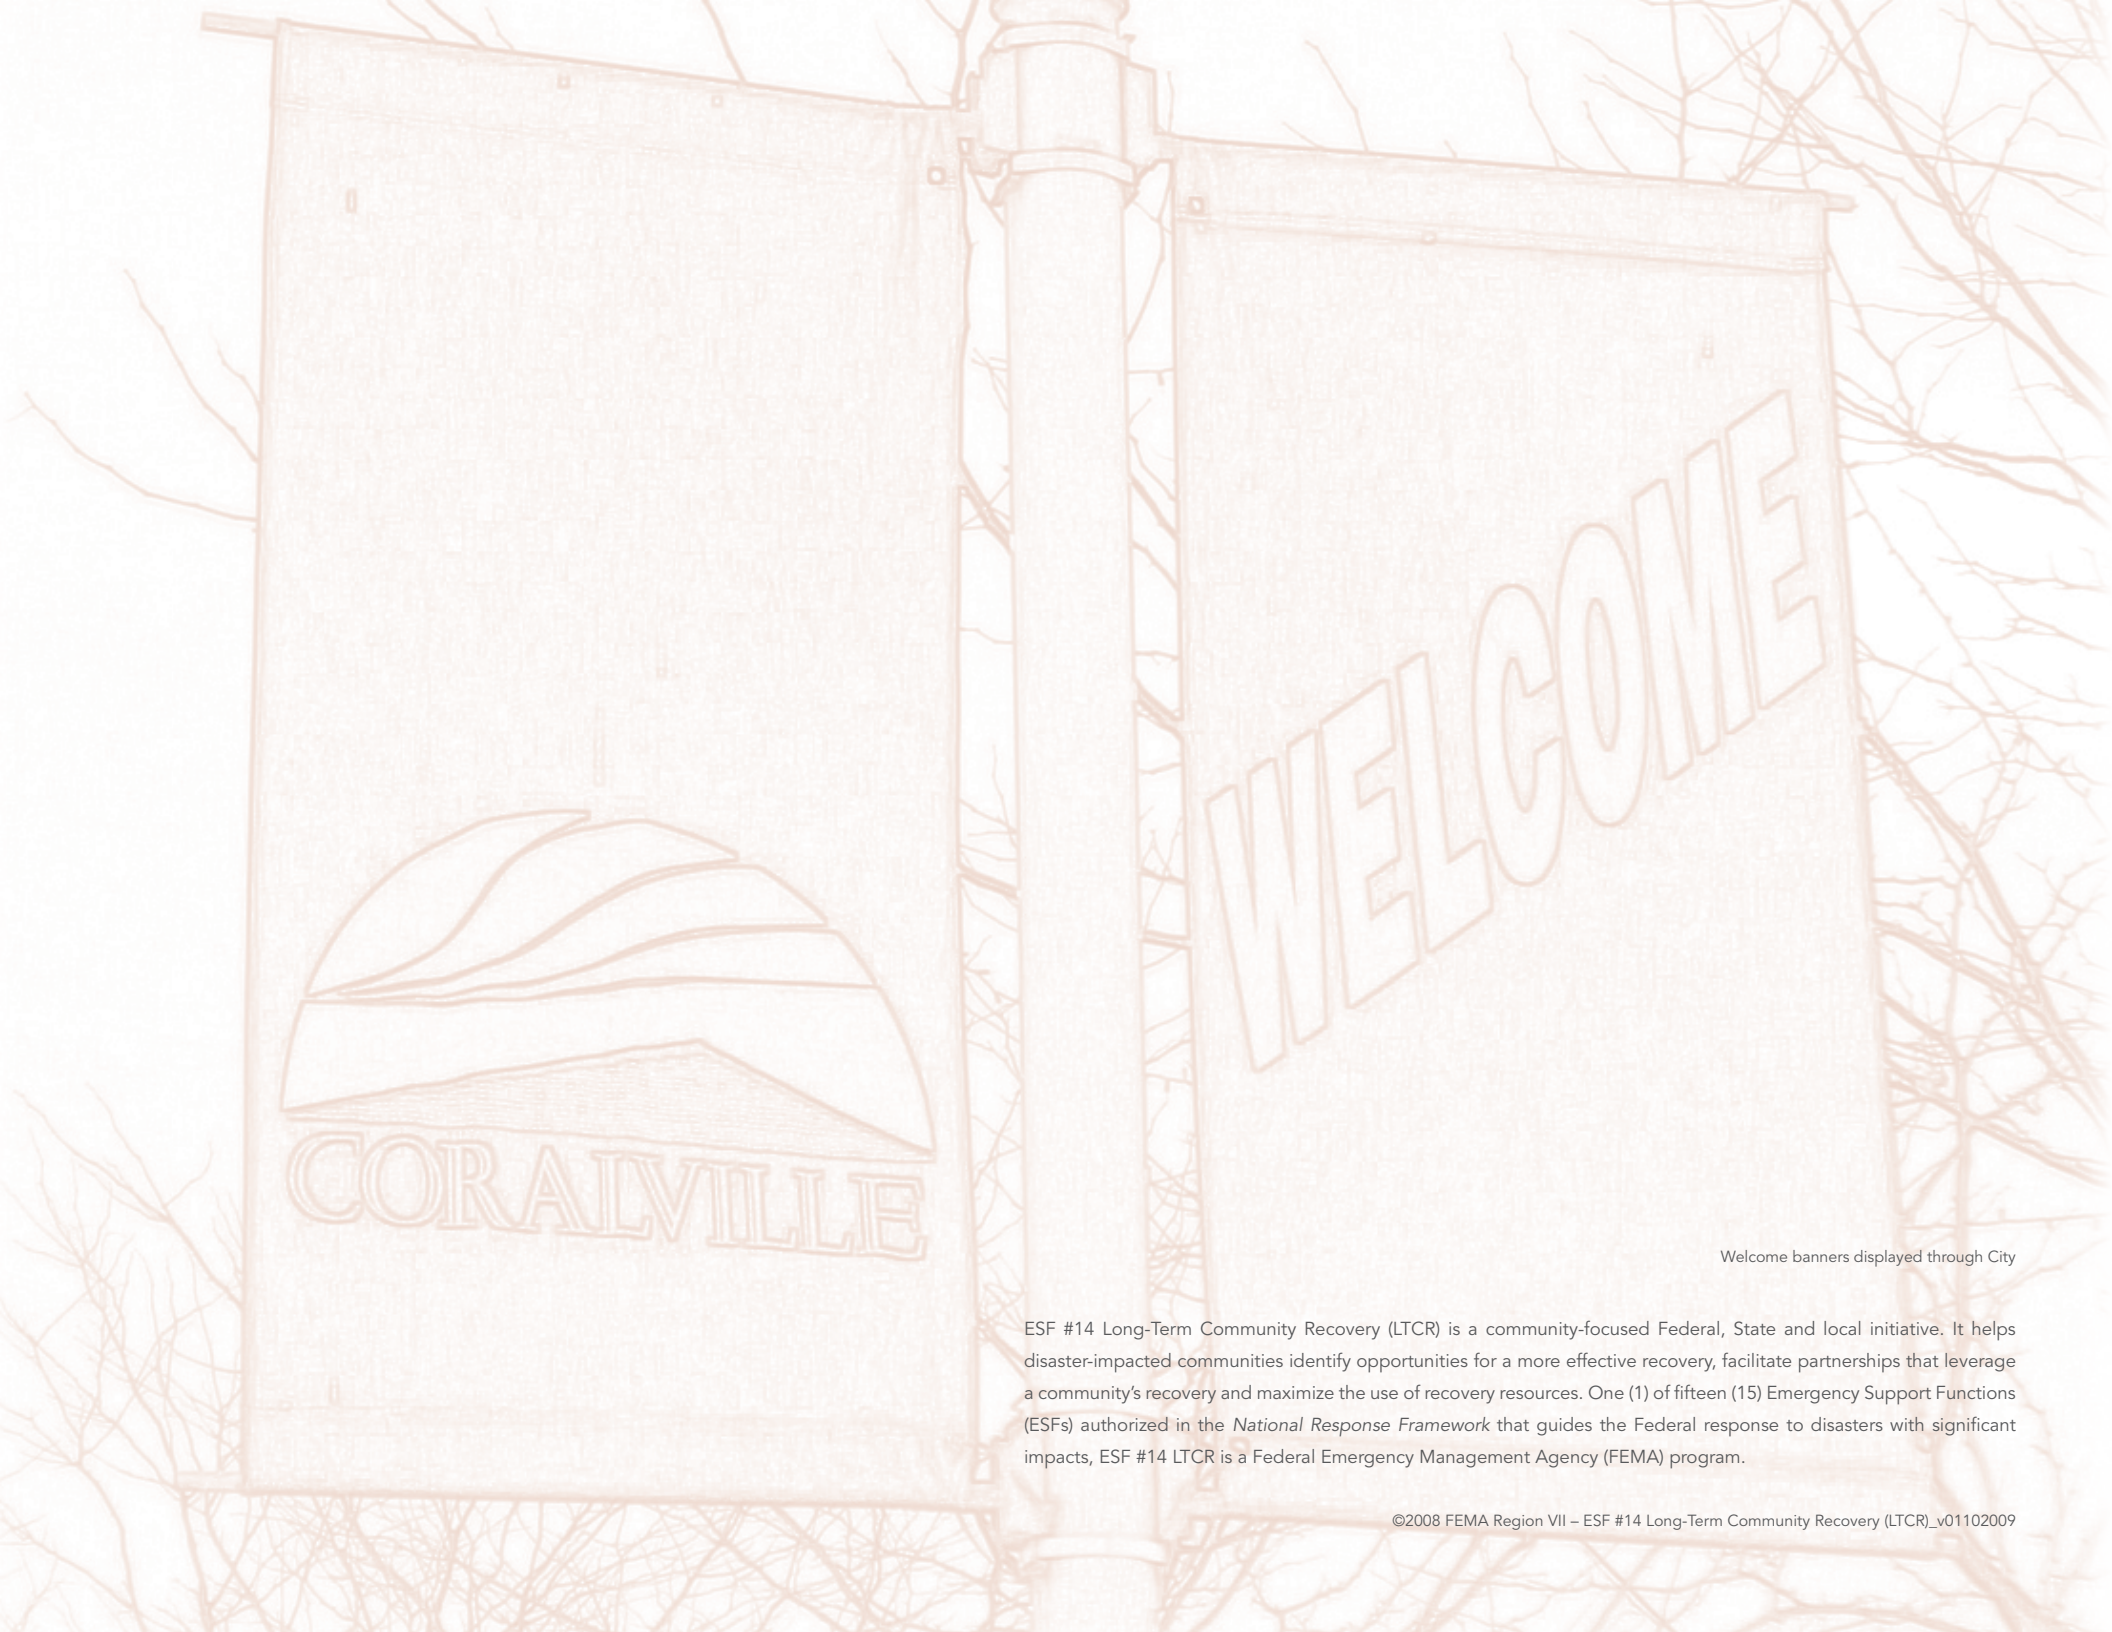 CORALVILLE
WELCOME
Welcome banners displayed through City
ESF #14 Long-Term Community Recovery (LTCR) is a community-focused Federal, State and local initiative. It helps
disaster-impacted communities identify opportunities for a more effective recovery, facilitate partnerships that leverage
a community’s recovery and maximize the use of recovery resources. One (1) of fifteen (15) Emergency Support Functions
(ESFs) authorized in the National Response Framework that guides the Federal response to disasters with significant
impacts, ESF #14 LTCR is a Federal Emergency Management Agency (FEMA) program.
©2008 FEMA Region VII – ESF #14 Long-Term Community Recovery (LTCR)_v01102009